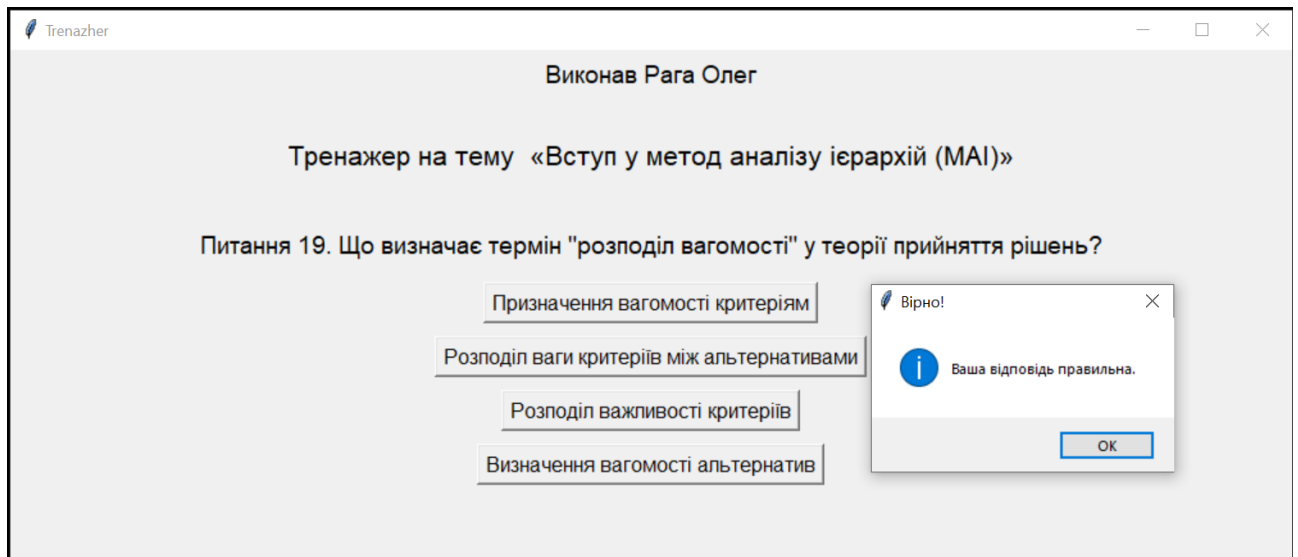 Trenazher
Виконав Рага Олег
Тренажер на тему «Вступ у метод аналізу ієрархій (МАІ)»
Питання 19. Що визначає термін "розподіл вагомості" у теорії прийняття рішень?
Призначення вагомості критеріям
Розподіл ваги критеріїв між альтернативами
Розподіл важливості критеріїв
Визначення вагомості альтернатив
Вірно!
Ваша відповідь правильна.
ОК